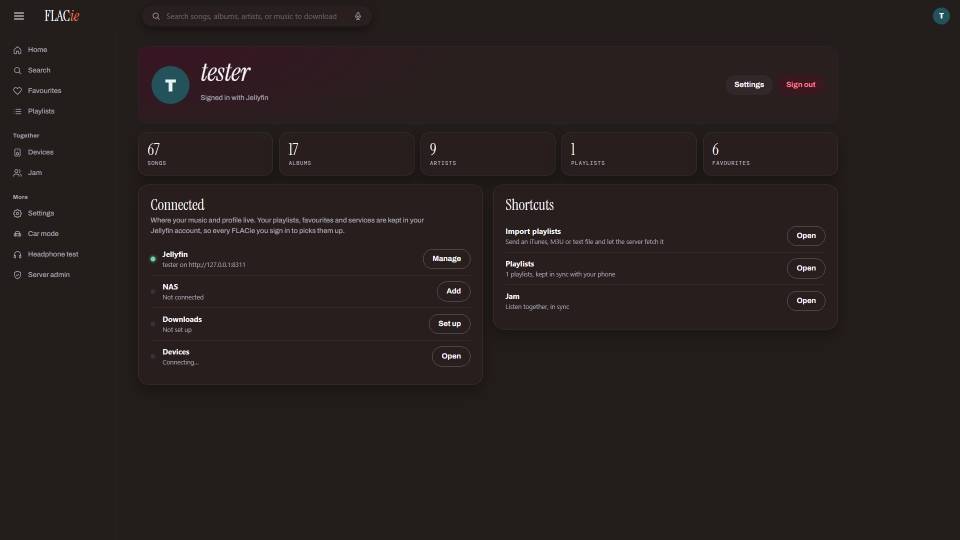 FLACie
Search songs, albums, artists, or music to download
T
Home
Search
Favourites
Playlists
Together
Devices
Jam
More
Settings
Car mode
Headphone test
Server admin
T
tester
Signed in with Jellyfin
Settings
Sign out
67
SONGS
17
ALBUMS
9
ARTISTS
1
PLAYLISTS
6
FAVOURITES
Connected
Where your music and profile live. Your playlists, favourites and services are kept in your
Jellyfin account, so every FLACie you sign in to picks them up.
Jellyfin
tester on http://127.0.0.1:8311
Manage
NAS
Not connected
Add
Downloads
Not set up
Set up
Devices
Connecting...
Open
Shortcuts
Import playlists
Send an iTunes, M3U or text file and let the server fetch it
Open
Playlists
1 playlists, kept in sync with your phone
Open
Jam
Listen together, in sync
Open